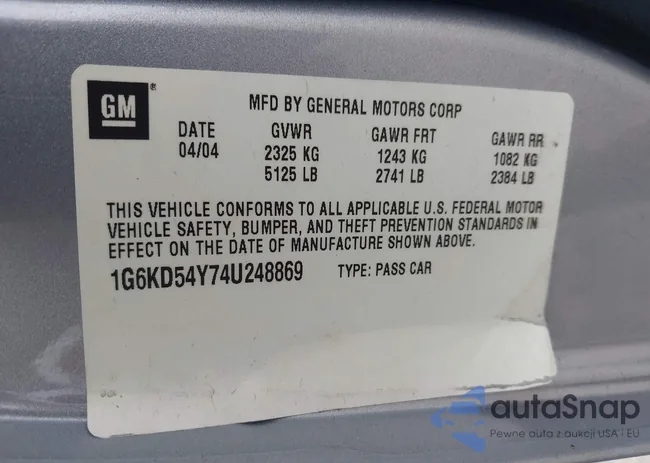 GM ®
MFD BY GENERAL MOTORS CORP
DATE GVWR GAWR FRT GAWR RR
04/04 2325 KG 1243 KG 1082 KG
5125 LB 2741 LB 2384 LB
THIS VEHICLE CONFORMS TO ALL APPLICABLE U.S. FEDERAL MOTOR
VEHICLE SAFETY, BUMPER, AND THEFT PREVENTION STANDARDS IN
EFFECT ON THE DATE OF MANUFACTURE SHOWN ABOVE.
1G6KD54Y74U248869 TYPE: PASS CAR
autaSnap
Pewne auta z aukcji USA i EU